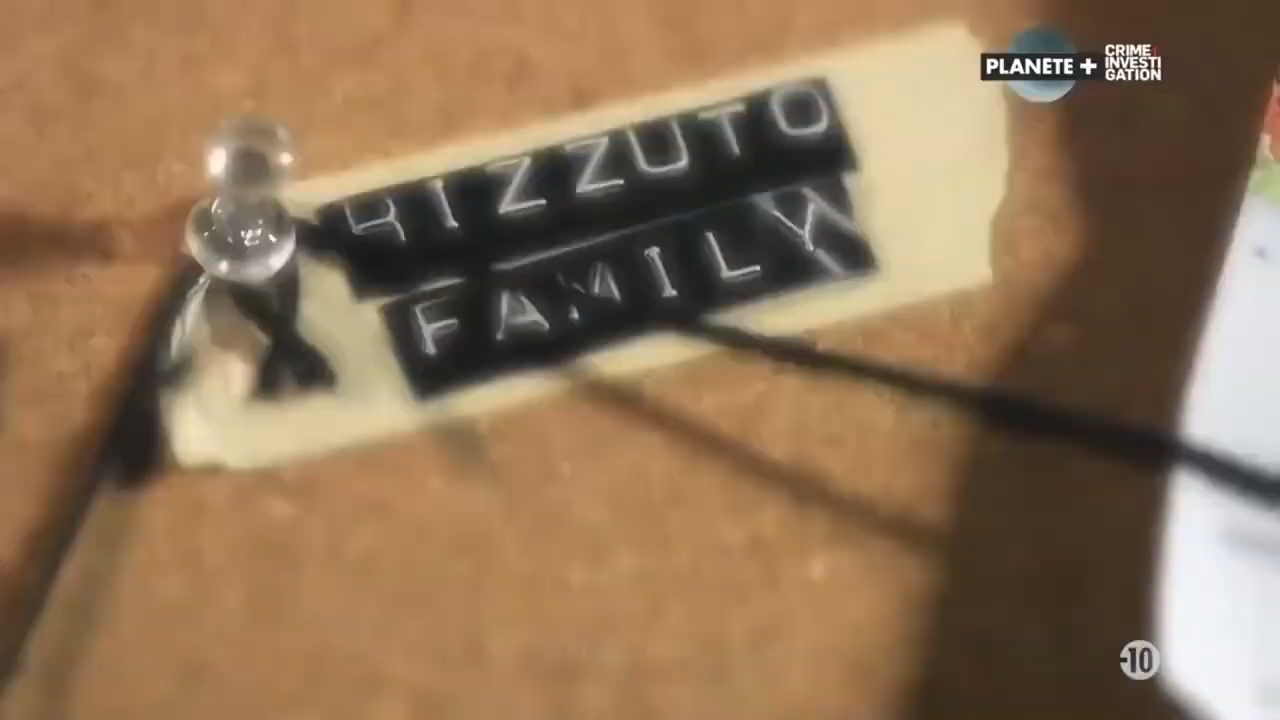 PLANETE +
CRIME
INVESTI
GATION
RIZZUTO
FAMILY
-10